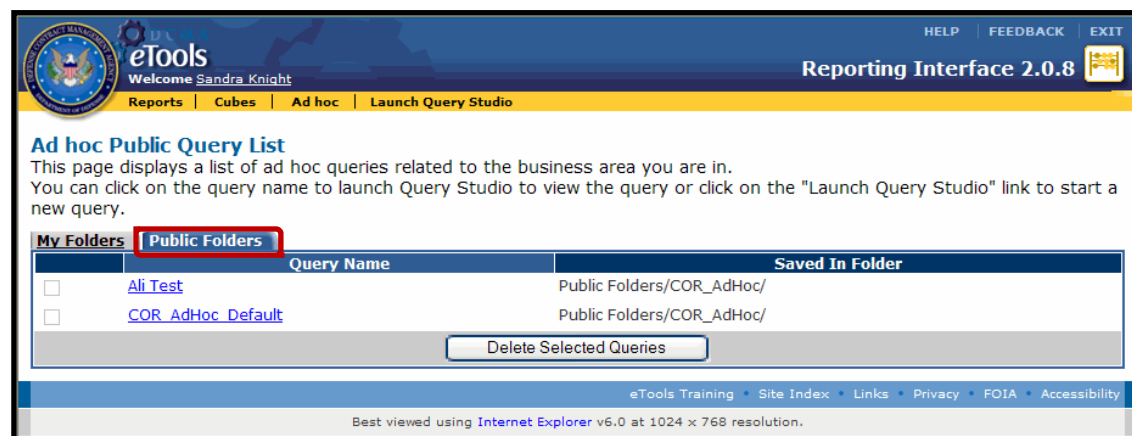 HELP | FEEDBACK | EXIT
DCMA
eTools
Welcome Sandra Knight
Reporting Interface 2.0.8
Reports | Cubes | Ad hoc | Launch Query Studio
Ad hoc Public Query List
This page displays a list of ad hoc queries related to the business area you are in.
You can click on the query name to launch Query Studio to view the query or click on the "Launch Query Studio" link to start a
new query.
My Folders Public Folders
Query Name Saved In Folder
Ali Test Public Folders/COR_AdHoc/
COR_AdHoc_Default Public Folders/COR_AdHoc/
Delete Selected Queries
eTools Training • Site Index • Links • Privacy • FOIA • Accessibility
Best viewed using Internet Explorer v6.0 at 1024 x 768 resolution.